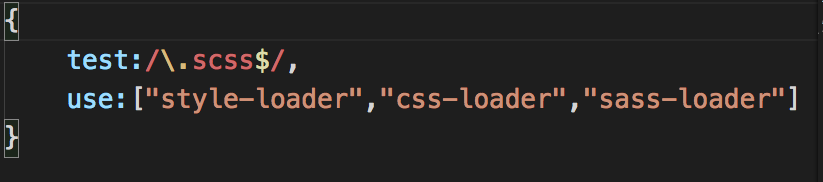 {
test:/\.scss$/,
use:["style-loader","css-loader","sass-loader"]
}